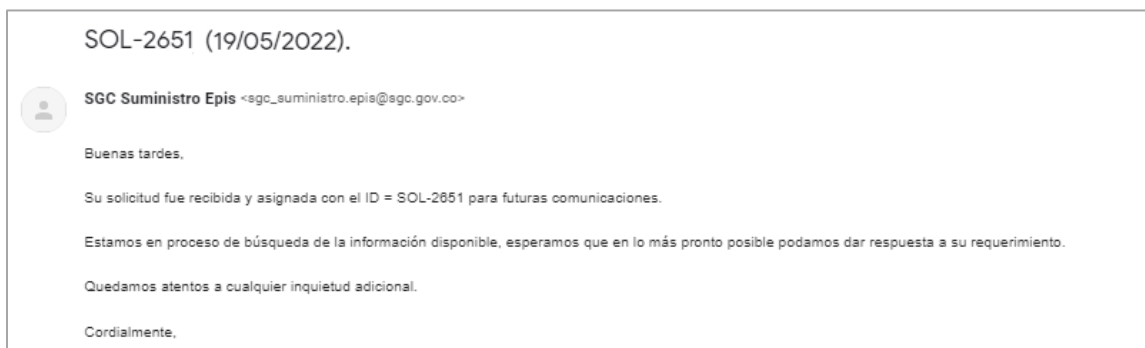 SOL-2651 (19/05/2022).
SGC Suministro Epis <sgc_suministro.epis@sgc.gov.co>
Buenas tardes,
Su solicitud fue recibida y asignada con el ID = SOL-2651 para futuras comunicaciones.
Estamos en proceso de búsqueda de la información disponible, esperamos que en lo más pronto posible podamos dar respuesta a su requerimiento.
Quedamos atentos a cualquier inquietud adicional.
Cordialmente,